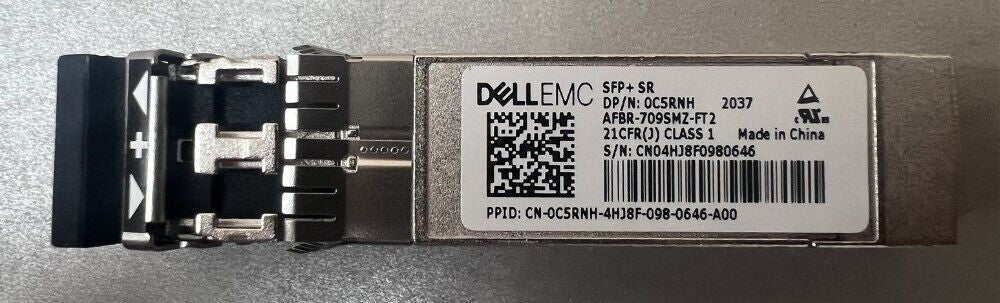 DELLEMC
SFP+ SR
DP/N: 0C5RNH 2037
AFBR-709SMZ-FT2
21CFR(J) CLASS 1 Made in China
S/N: CN04HJ8F0980646
PPID: CN-0C5RNH-4HJ8F-098-0646-A00